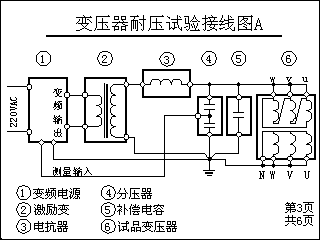 变压器耐压试验接线图A
① ② ③ ④ ⑤ ⑥
w v u
220VAC
变频输出
测量输入
N W V U
①变频电源 ④分压器
②激励变 ⑤补偿电容
③电抗器 ⑥试品变压器
第3页
共6页